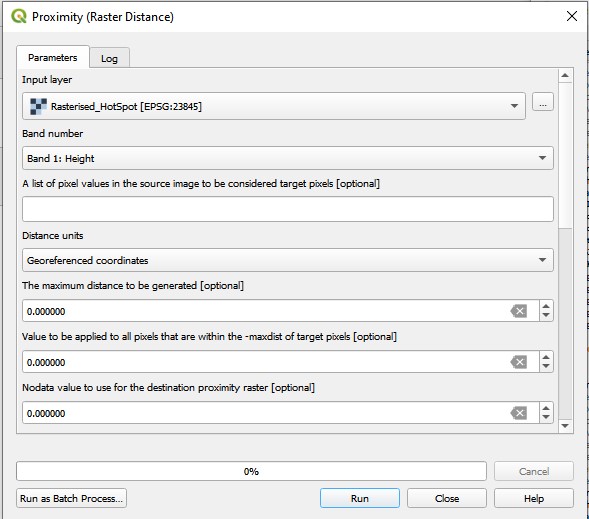 Proximity (Raster Distance)
Parameters
Log
Input layer
Rasterised_HotSpot [EPSG:23845]
...
Band number
Band 1: Height
A list of pixel values in the source image to be considered target pixels [optional]
Distance units
Georeferenced coordinates
The maximum distance to be generated [optional]
0.000000
Value to be applied to all pixels that are within the -maxdist of target pixels [optional]
0.000000
Nodata value to use for the destination proximity raster [optional]
0.000000
0%
Cancel
Run as Batch Process...
Run
Close
Help